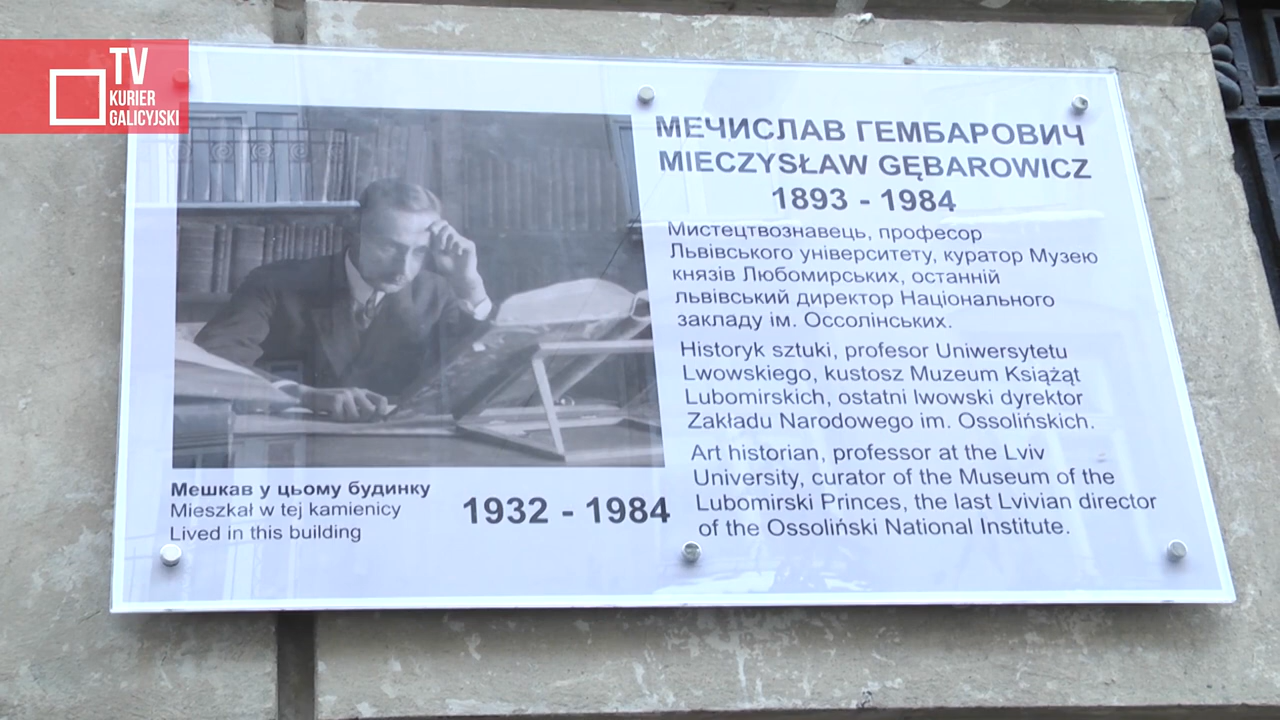 TV
KURIER
GALICYJSKI
МЕЧИСЛАВ ГЕМБАРОВИЧ
MIECZYSŁAW GĘBAROWICZ
1893 - 1984
Мистецтвознавець, професор
Львівського університету, куратор Музею
князів Любомирських, останній
львівський директор Національного
закладу ім. Оссолінських.
Historyk sztuki, profesor Uniwersytetu
Lwowskiego, kustosz Muzeum Książąt
Lubomirskich, ostatni lwowski dyrektor
Zakładu Narodowego im. Ossolińskich.
Art historian, professor at the Lviv
University, curator of the Museum of the
Lubomirski Princes, the last Lvivian director
of the Ossoliński National Institute.
Мешкав у цьому будинку
Mieszkał w tej kamienicy
Lived in this building
1932 - 1984